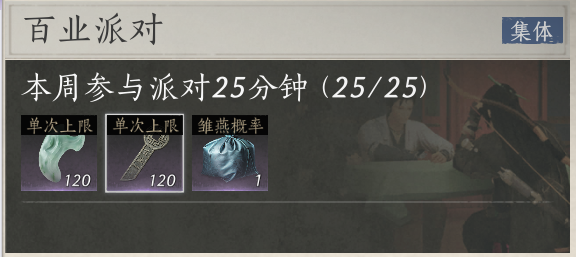 百业派对
集体
本周参与派对25分钟（25/25）
单次上限 单次上限 雏燕概率
120 120 1